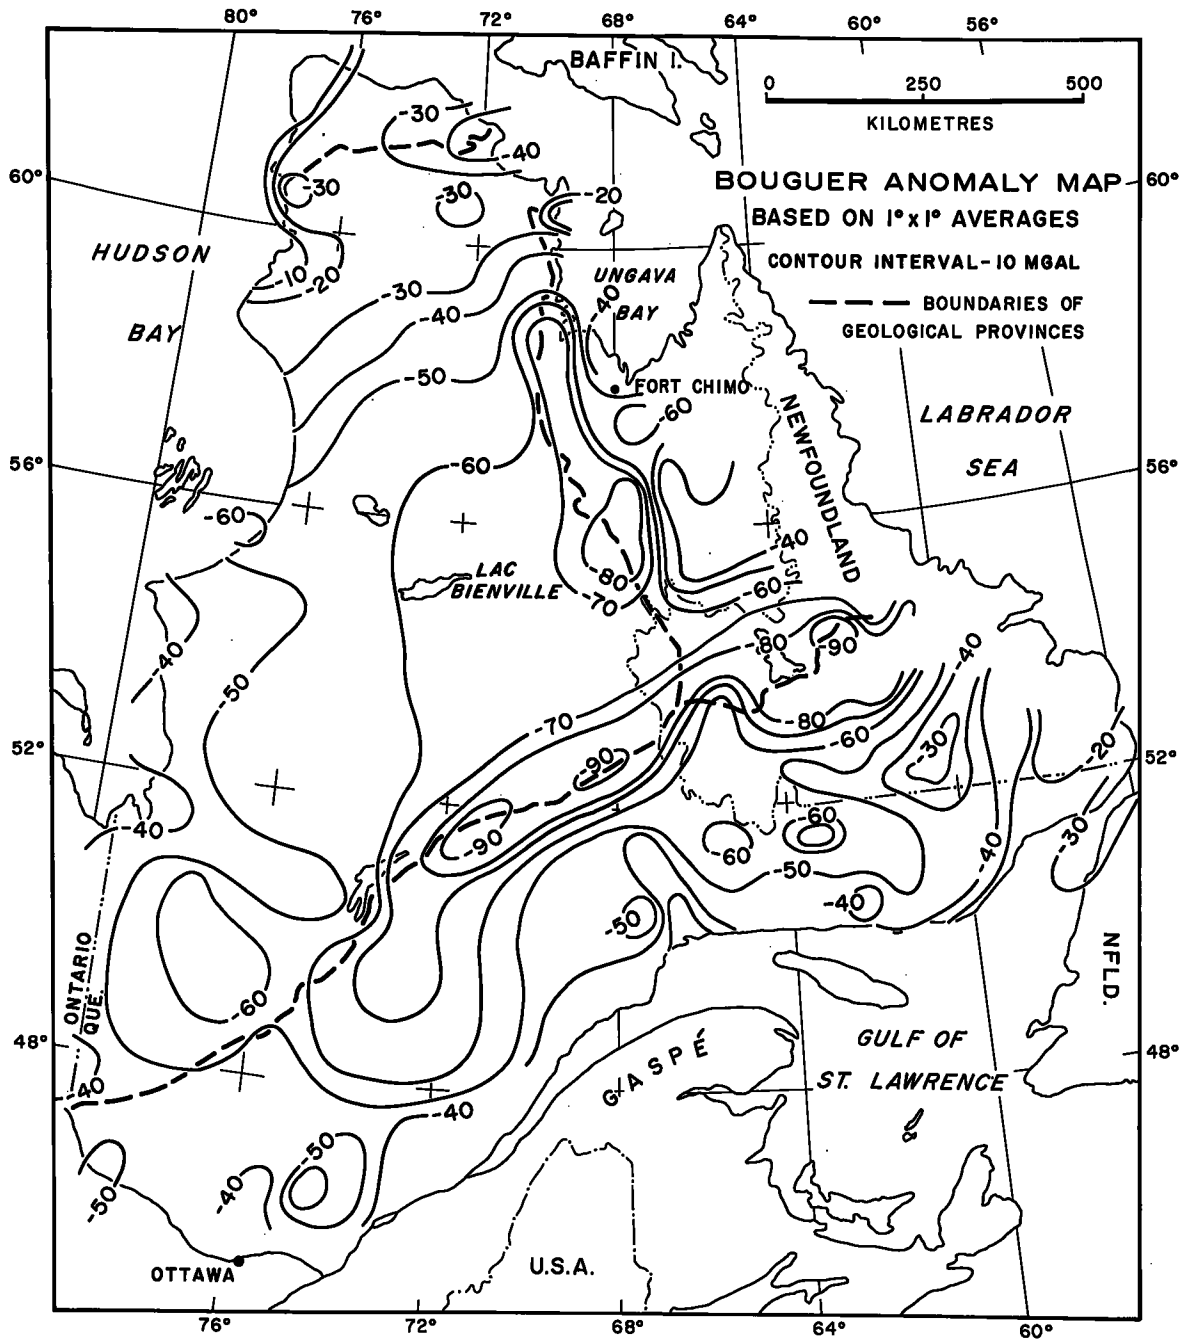 80° 76° 72° 68° 64° 60° 56°
BAFFIN I.
0 250 500
KILOMETRES
-30
-40
60°
-30
-30
-20
BOUGUER ANOMALY MAP
60°
BASED ON 1° x 1° AVERAGES
HUDSON
BAY
CONTOUR INTERVAL-10 MGAL
UNGAVA
BAY
-10
-20
-30
-40
-40
BOUNDARIES OF
GEOLOGICAL PROVINCES
-50
FORT CHIMO
-60
NEWFOUNDLAND
LABRADOR
SEA
56°
-60
56°
-60
-40
LAC
BIENVILLE
-80
-70
-60
-40
-50
-80
-90
-40
-70
-80
-60
-30
-20
52°
52°
-90
-40
-90
-60
-60
-30
-40
-50
-40
-50
ONTARIO
QUE.
NFLD.
-60
48°
GASPÉ
GULF OF
ST. LAWRENCE
48°
-40
-40
-50
-50
-40
OTTAWA
U.S.A.
76° 72° 68° 64° 60°